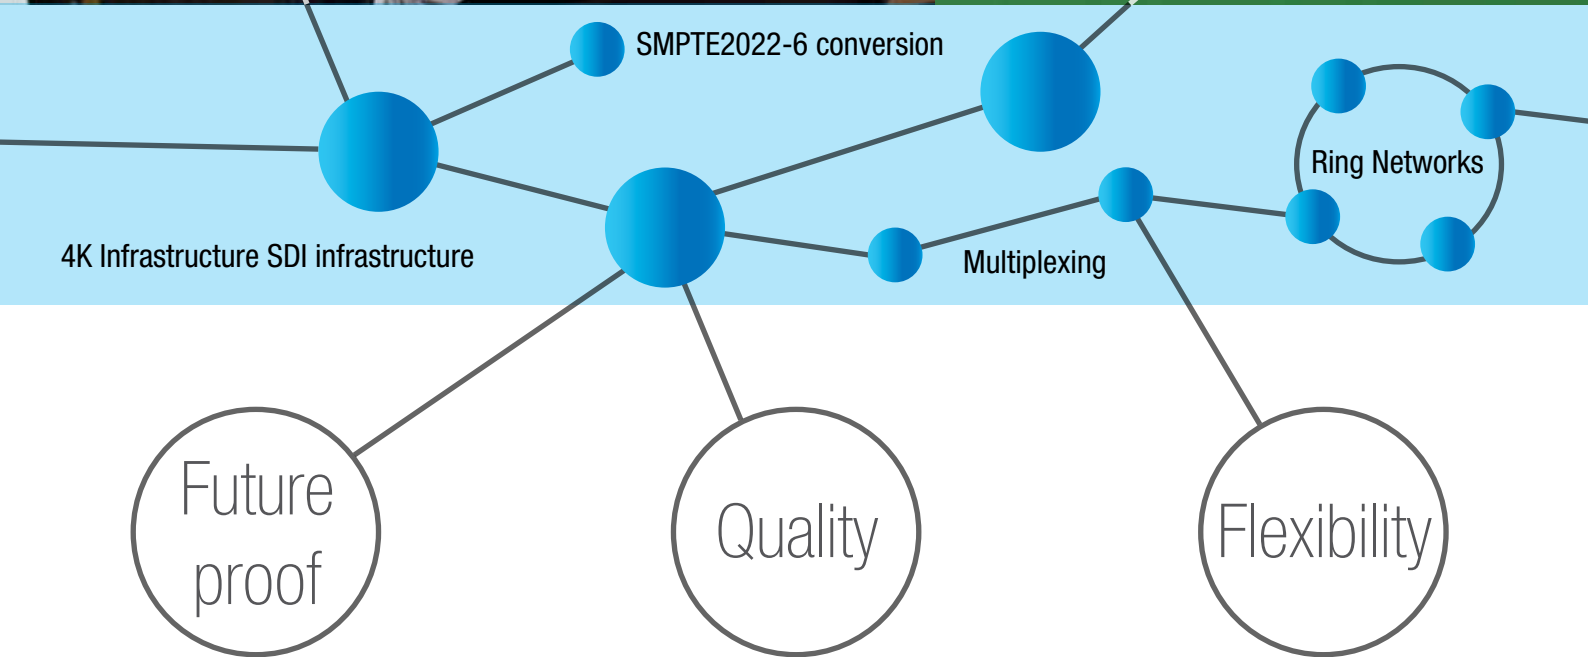 SMPTE2022-6 conversion
Ring Networks
4K Infrastructure SDI infrastructure
Multiplexing
Future
proof
Quality
Flexibility